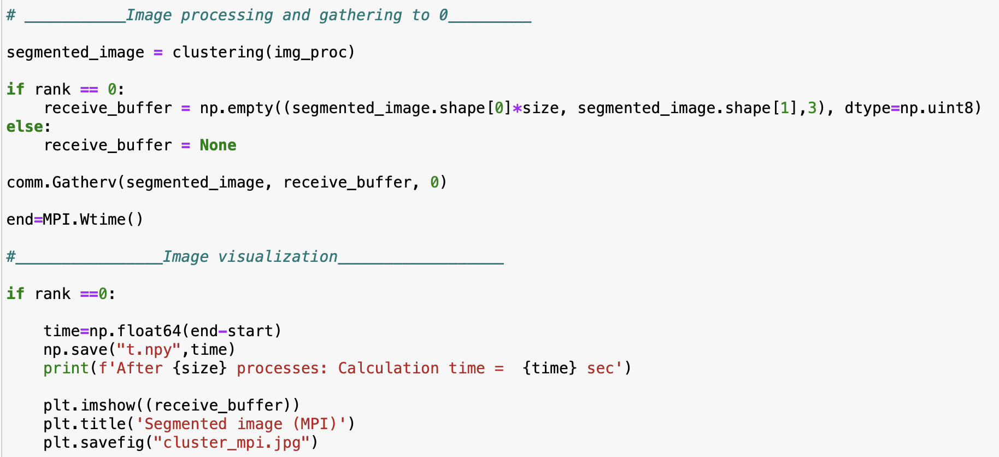 # ___________Image processing and gathering to 0_________
segmented_image = clustering(img_proc)
if rank == 0:
    receive_buffer = np.empty((segmented_image.shape[0]*size, segmented_image.shape[1],3), dtype=np.uint8)
else:
    receive_buffer = None
comm.Gatherv(segmented_image, receive_buffer, 0)
end=MPI.Wtime()
#________________Image visualization__________________
if rank ==0:
    time=np.float64(end-start)
    np.save("t.npy",time)
    print(f'After {size} processes: Calculation time =  {time} sec')
    plt.imshow((receive_buffer))
    plt.title('Segmented image (MPI)')
    plt.savefig("cluster_mpi.jpg")